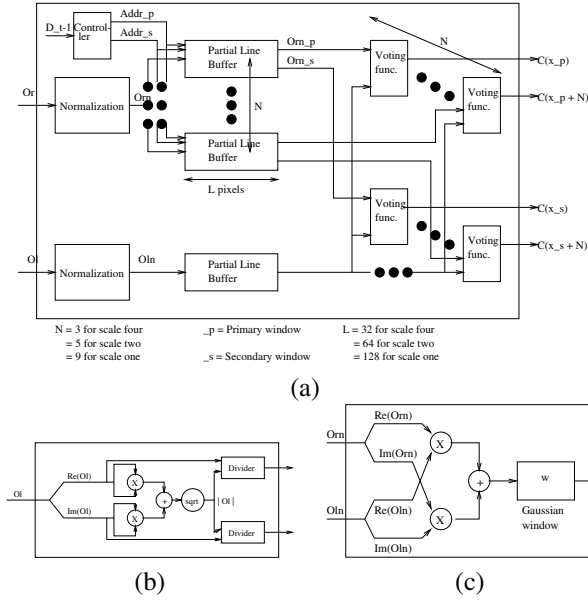 D_t-1
Control-
ler
Addr_p
Addr_s
Or
Normalization
Orn
Partial Line
Buffer
N
Partial Line
Buffer
L pixels
Orn_p
Orn_s
Voting
func.
N
Voting
func.
C(x_p)
C(x_p + N)
Voting
func.
Voting
func.
C(x_s)
C(x_s + N)
Ol
Normalization
Oln
Partial Line
Buffer
N = 3 for scale four
= 5 for scale two
= 9 for scale one
_p = Primary window
_s = Secondary window
L = 32 for scale four
= 64 for scale two
= 128 for scale one
(a)
Ol
Re(Ol)
Im(Ol)
X
X
+
sqrt
| Ol |
Divider
Divider
(b)
Orn
Oln
Re(Orn)
Im(Orn)
Re(Oln)
Im(Oln)
X
X
+
w
Gaussian
window
(c)